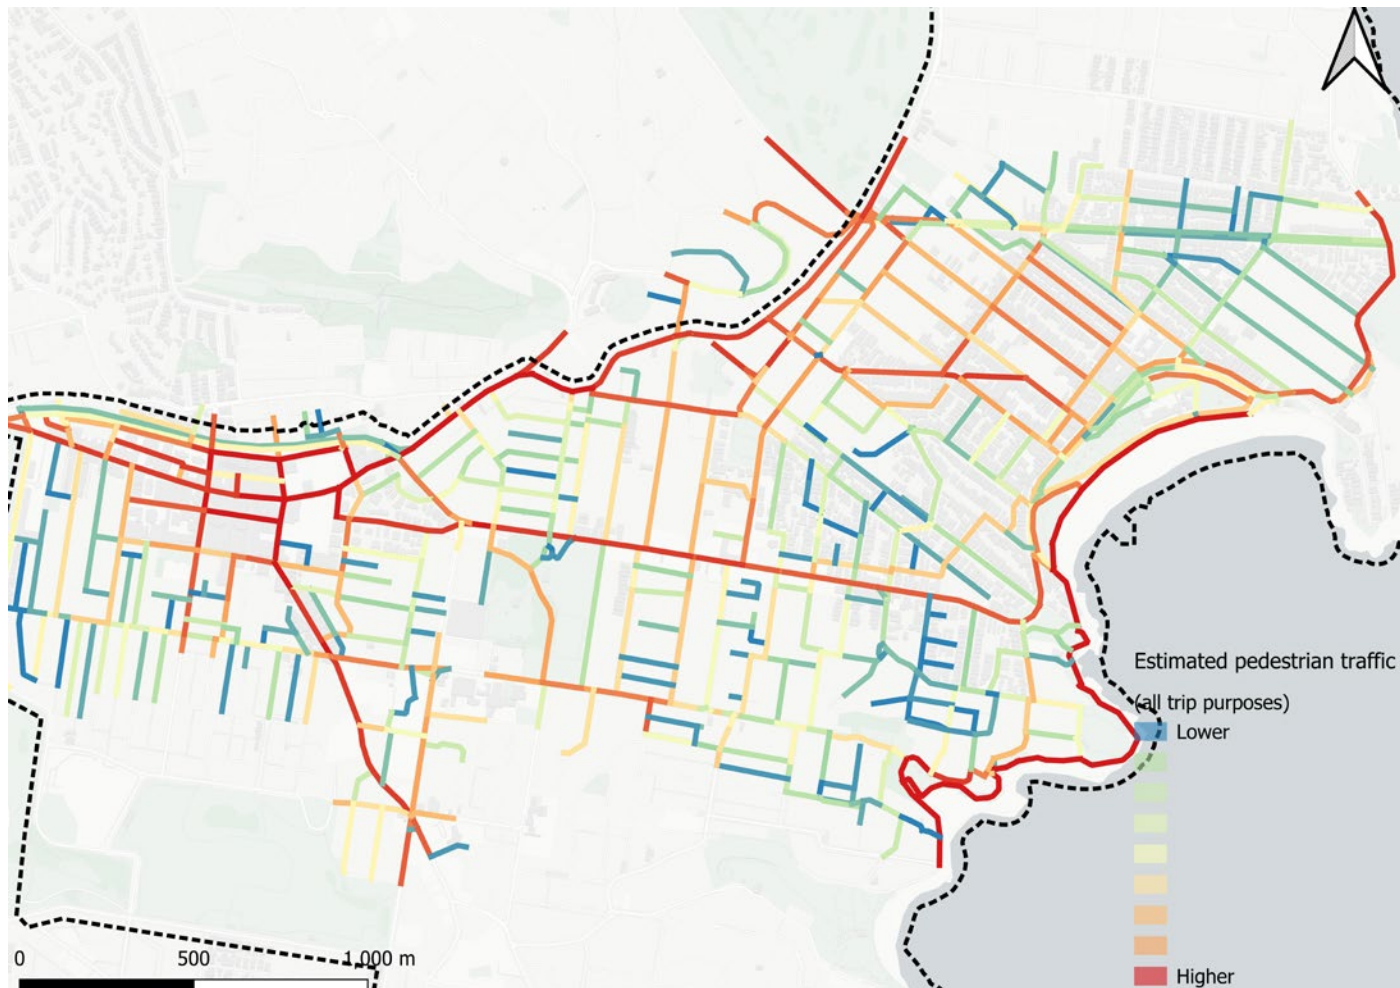 Estimated pedestrian traffic
(all trip purposes)
Lower
Higher
0 500 1 000 m